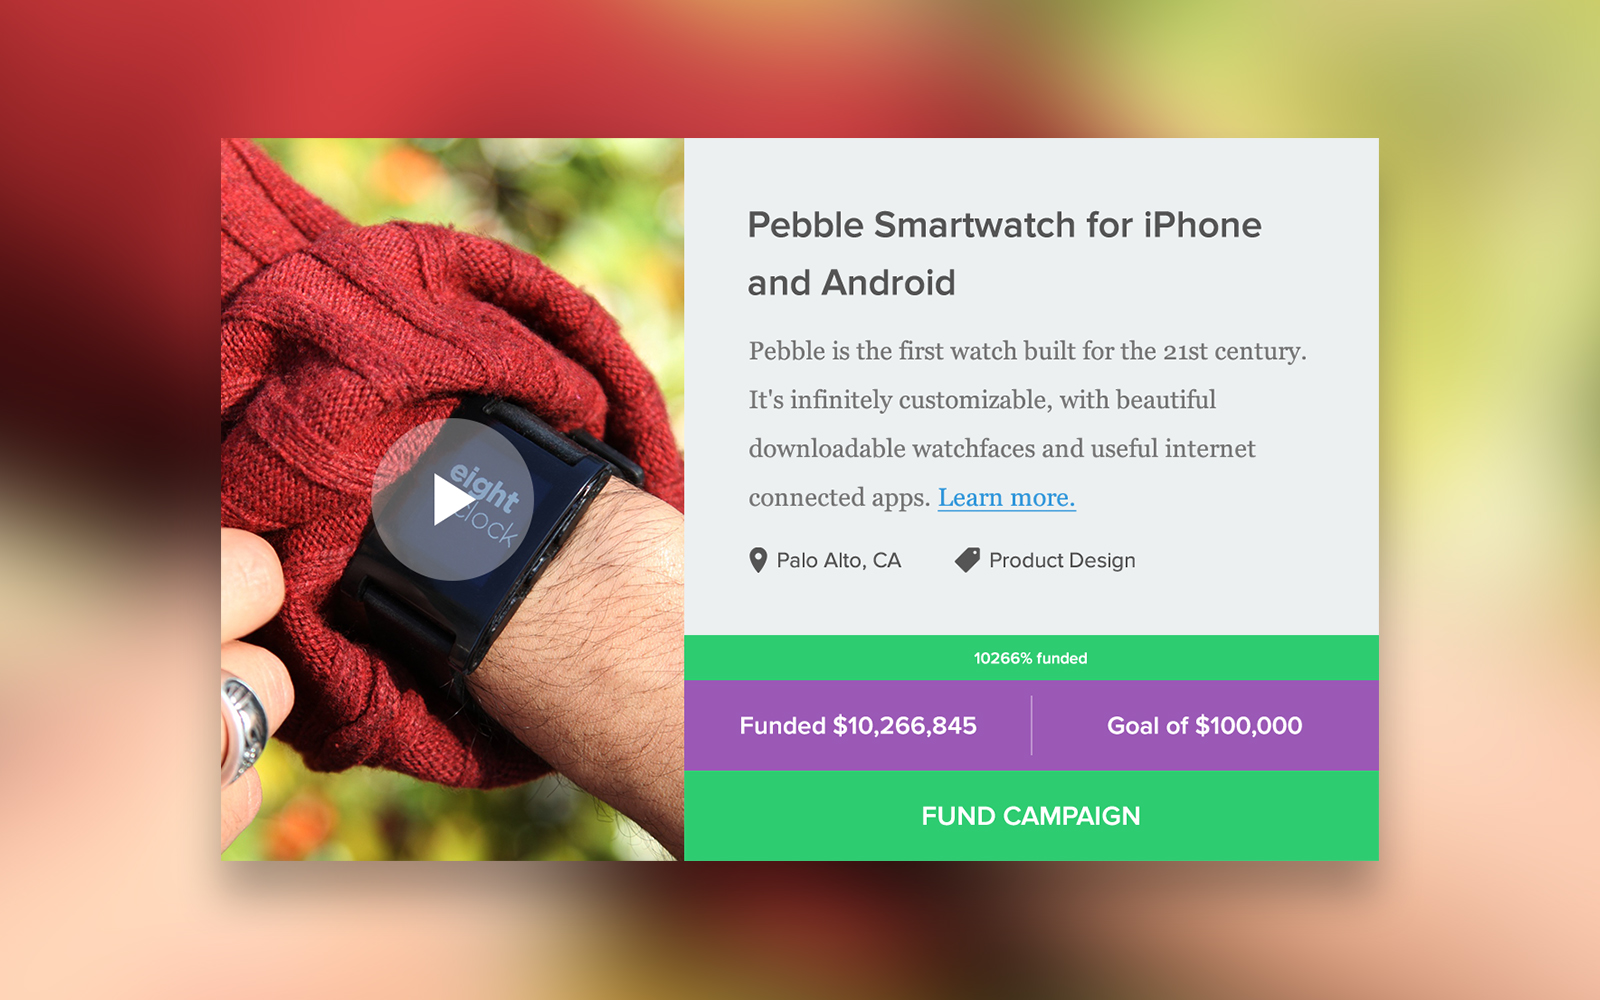 eight
clock
Pebble Smartwatch for iPhone
and Android
Pebble is the first watch built for the 21st century.
It's infinitely customizable, with beautiful
downloadable watchfaces and useful internet
connected apps. Learn more.
Palo Alto, CA
Product Design
10266% funded
Funded $10,266,845
Goal of $100,000
FUND CAMPAIGN